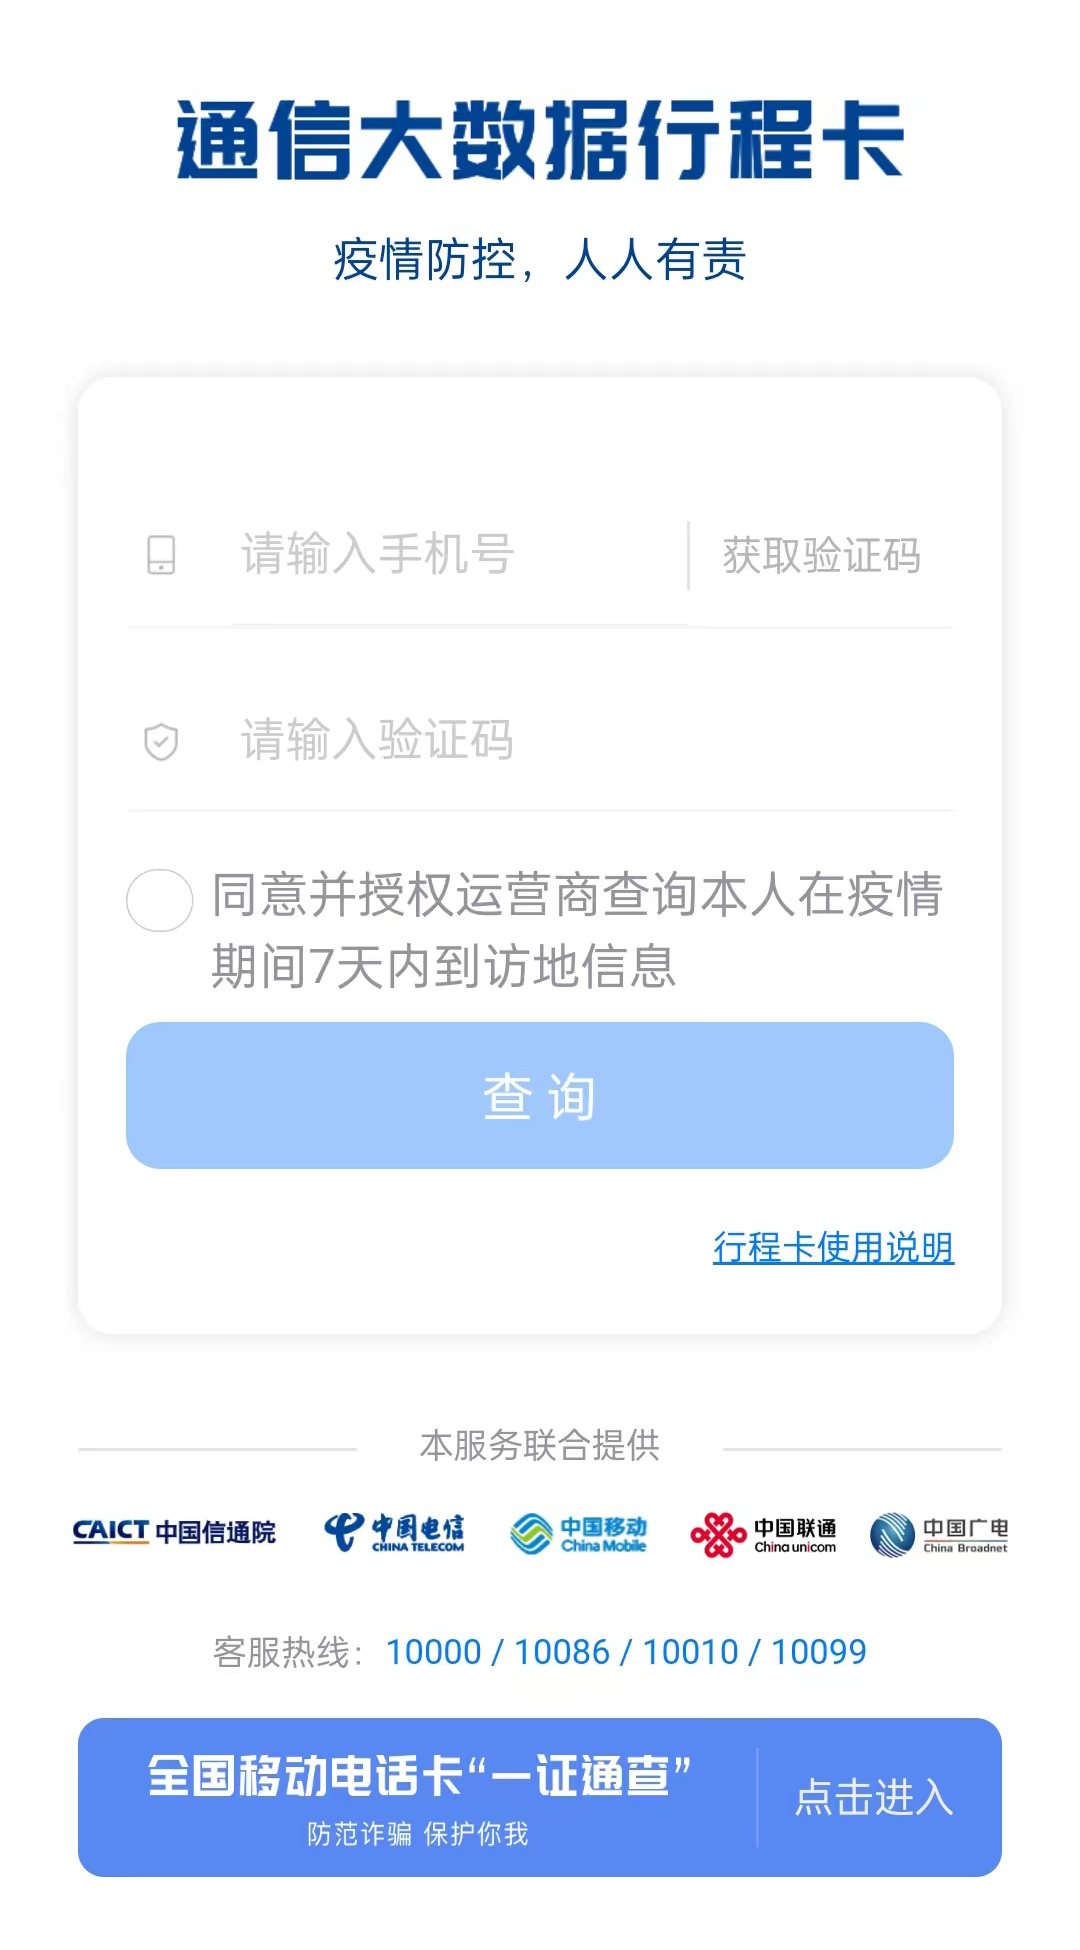 通信大数据行程卡
疫情防控，人人有责
请输入手机号
获取验证码
请输入验证码
同意并授权运营商查询本人在疫情
期间7天内到访地信息
查 询
行程卡使用说明
本服务联合提供
CAICT 中国信通院
中国电信
CHINA TELECOM
中国移动
China Mobile
中国联通
China unicom
中国广电
China Broadnet
客服热线：10000 / 10086 / 10010 / 10099
全国移动电话卡“一证通查”
防范诈骗 保护你我
点击进入